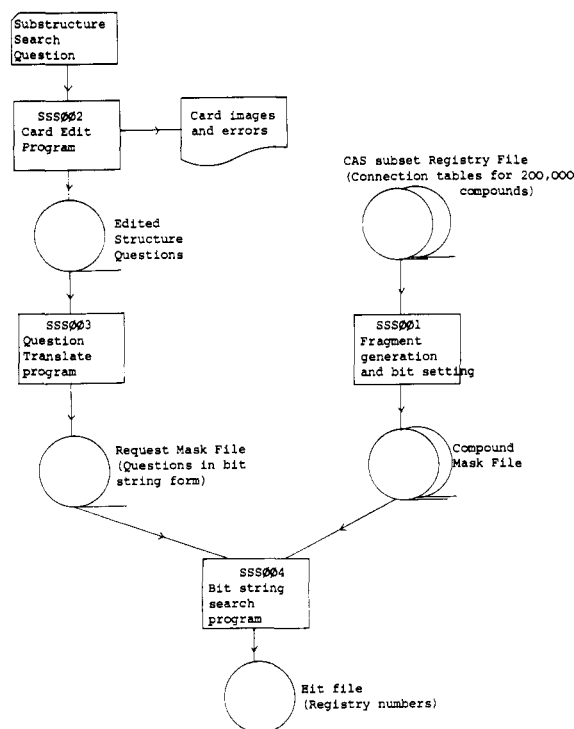 Substructure
Search
Question
SSSØØ2
Card Edit
Program
Card images
and errors
CAS subset Registry File
(Connection tables for 200,000
compounds)
Edited
Structure
Questions
SSSØØ3
Question
Translate
program
SSSØØ1
Fragment
generation
and bit setting
Request Mask File
(Questions in bit
string form)
Compound
Mask File
SSSØØ4
Bit string
search
program
Hit file
(Registry numbers)